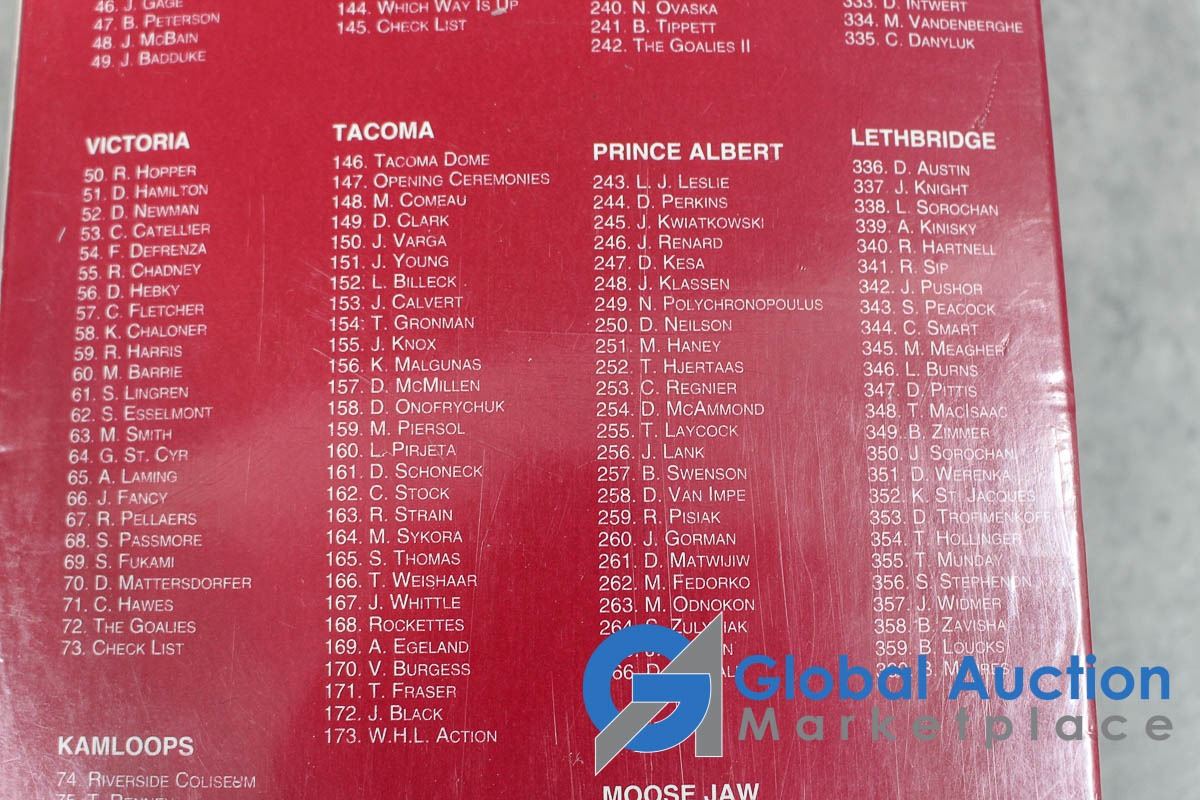 46. J. GAGE
47. B. PETERSON
48. J. MCBAIN
49. J. BADDUKE
VICTORIA
50. R. HOPPER
51. D. HAMILTON
52. D. NEWMAN
53. C. CATELLIER
54. F. DEFRENZA
55. R. CHADNEY
56. D. HEBKY
57. C. FLETCHER
58. K. CHALONER
59. R. HARRIS
60. M. BARRIE
61. S. LINGREN
62. S. ESSELMONT
63. M. SMITH
64. G. ST. CYR
65. A. LAMING
66. J. FANCY
67. R. PELLAERS
68. S. PASSMORE
69. S. FUKAMI
70. D. MATTERSDORFER
71. C. HAWES
72. THE GOALIES
73. CHECK LIST
KAMLOOPS
74. RIVERSIDE COLISEUM
75. T. RENNEY
144. WHICH WAY IS UP
145. CHECK LIST
TACOMA
146. TACOMA DOME
147. OPENING CEREMONIES
148. M. COMEAU
149. D. CLARK
150. J. VARGA
151. J. YOUNG
152. L. BILLECK
153. J. CALVERT
154. T. GRONMAN
155. J. KNOX
156. K. MALGUNAS
157. D. MCMILLEN
158. D. ONOFRYCHUK
159. M. PIERSOL
160. L. PIRJETA
161. D. SCHONECK
162. C. STOCK
163. R. STRAIN
164. M. SYKORA
165. S. THOMAS
166. T. WEISHAAR
167. J. WHITTLE
168. ROCKETTES
169. A. EGELAND
170. V. BURGESS
171. T. FRASER
172. J. BLACK
173. W.H.L. ACTION
240. N. OVASKA
241. B. TIPPETT
242. THE GOALIES II
PRINCE ALBERT
243. L. J. LESLIE
244. D. PERKINS
245. J. KWIATKOWSKI
246. J. RENARD
247. D. KESA
248. J. KLASSEN
249. N. POLYCHRONOPOULUS
250. D. NEILSON
251. M. HANEY
252. T. HJERTAAS
253. C. REGNIER
254. D. MCAMMOND
255. T. LAYCOCK
256. J. LANK
257. B. SWENSON
258. D. VAN IMPE
259. R. PISIAK
260. J. GORMAN
261. D. MATWIJIW
262. M. FEDORKO
263. M. ODNOKON
264.
MOOSE JAW
333. D. INTWERT
334. M. VANDENBERGHE
335. C. DANYLUK
LETHBRIDGE
336. D. AUSTIN
337. J. KNIGHT
338. L. SOROCHAN
339. A. KINISKY
340. R. HARTNELL
341. R. SIP
342. J. PUSHOR
343. S. PEACOCK
344. C. SMART
345. M. MEAGHER
346. L. BURNS
347. D. PITTIS
348. T. MACISAAC
349. B. ZIMMER
350. J. SOROCHAN
351. D. WERENKA
352. K. ST. JACQUES
353. D. TROFIMENKOFF
354. T. HOLLINGER
355. T. MUNDAY
356. S. STEPHENON
357. J. WIDMER
358. B. ZAVISHA
359. B. LOUCKS
Global Auction
Marketplace